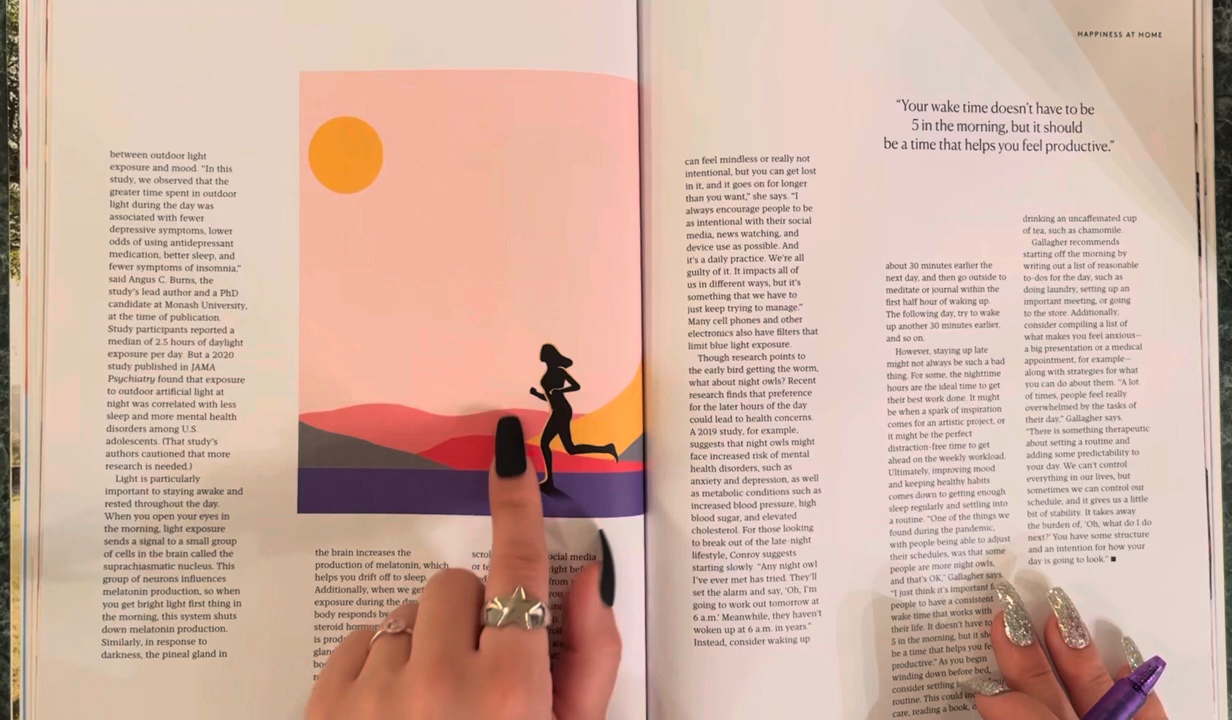 between outdoor light
exposure and mood. “In this
study, we observed that the
greater time spent in outdoor
light during the day was
associated with fewer
depressive symptoms, lower
odds of using antidepressant
medication, better sleep, and
fewer symptoms of insomnia,”
said Angus C. Burns, the
study's lead author and a PhD
candidate at Monash University,
at the time of publication.
Study participants reported a
median of 2.5 hours of daylight
exposure per day. But a 2020
study published in JAMA
Psychiatry found that exposure
to outdoor artificial light at
night was correlated with less
sleep and more mental health
disorders among U.S.
adolescents. (That study's
authors cautioned that more
research is needed.)
Light is particularly
important to staying awake and
rested throughout the day.
When you open your eyes in
the morning, light exposure
sends a signal to a small group
of cells in the brain called the
suprachiasmatic nucleus. This
group of neurons influences
melatonin production, so when
you get bright light first thing in
the morning, this system shuts
down melatonin production.
Similarly, in response to
darkness, the pineal gland in
the brain increases the
production of melatonin, which
helps you drift off to sleep.
Additionally, when we get
exposure during the
body responds by
steroid
is
social media
can feel mindless or really not
intentional, but you can get lost
in it, and it goes on for longer
than you want,” she says. “I
always encourage people to be
as intentional with their social
media, news watching, and
device use as possible. And
it's a daily practice. We're all
guilty of it. It impacts all of
us in different ways, but it's
something that we have to
just keep trying to manage.”
Many cell phones and other
electronics also have filters that
limit blue light exposure.
Though research points to
the early bird getting the worm,
what about night owls? Recent
research finds that preference
for the later hours of the day
could lead to health concerns.
A 2019 study, for example,
suggests that night owls might
face increased risk of mental
health disorders, such as
anxiety and depression, as well
as metabolic conditions such as
increased blood pressure, high
blood sugar, and elevated
cholesterol. For those looking
to break out of the late-night
lifestyle, Conroy suggests
starting slowly. “Any night owl
I've ever met has tried. They'll
set the alarm and say, ‘Oh, I'm
going to work out tomorrow at
6 a.m.’ Meanwhile, they haven't
woken up at 6 a.m. in years.”
Instead, consider waking up
HAPPINESS AT HOME
“Your wake time doesn't have to be
5 in the morning, but it should
be a time that helps you feel productive.”
about 30 minutes earlier the
next day, and then go outside to
meditate or journal within the
first half hour of waking up.
The following day, try to wake
up another 30 minutes earlier,
and so on.
However, staying up late
might not always be such a bad
thing. For some, the nighttime
hours are the ideal time to get
their best work done. It might
be when a spark of inspiration
comes for an artistic project, or
it might be the perfect
distraction-free time to get
ahead on the weekly workload.
Ultimately, improving mood
and keeping healthy habits
comes down to getting enough
sleep regularly and settling into
a routine. “One of the things we
found during the pandemic,
with people being able to adjust
their schedules, was that some
people are more night owls,
and that's OK,” Gallagher says.
“I just think it's important
people to have a consistent
wake time that works with
their life. It doesn't have to
5 in the morning, but it
be a time that helps you
productive.” As you begin
winding down before bed,
consider settling
routine. This could
care, reading a book,
drinking an uncaffeinated cup
of tea, such as chamomile.
Gallagher recommends
starting off the morning by
writing out a list of reasonable
to-dos for the day, such as
doing laundry, setting up an
important meeting, or going
to the store. Additionally,
consider compiling a list of
what makes you feel anxious—
a big presentation or a medical
appointment, for example—
along with strategies for what
you can do about them. “A lot
of times, people feel really
overwhelmed by the tasks of
their day,” Gallagher says.
“There is something therapeutic
about setting a routine and
adding some predictability to
your day. We can't control
everything in our lives, but
sometimes we can control our
schedule, and it gives us a little
bit of stability. It takes away
the burden of, ‘Oh, what do I do
next?’ You have some structure
and an intention for how your
day is going to look.” ■